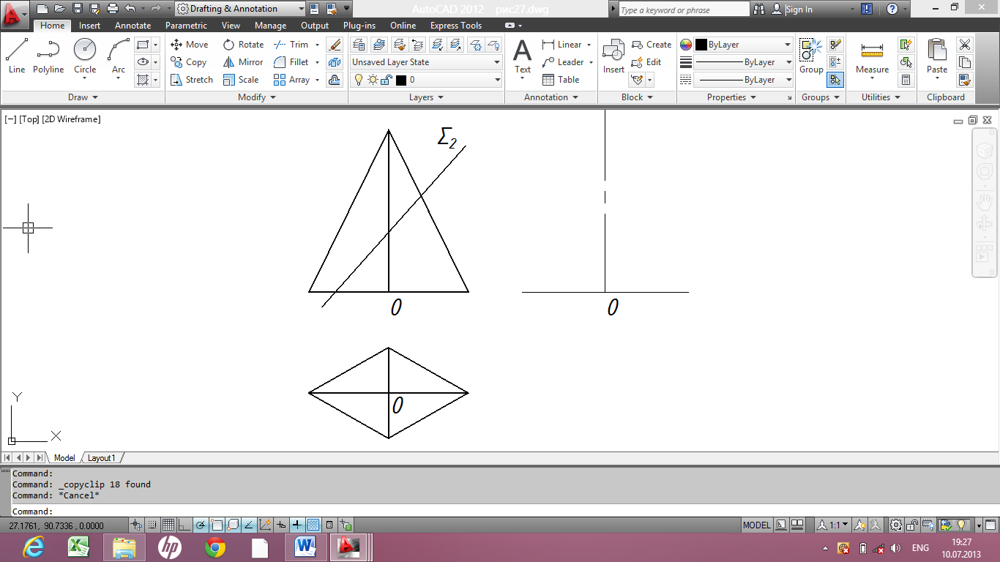 Drafting & Annotation
AutoCAD 2012 рис27.dwg
Type a keyword or phrase
Sign In
Home Insert Annotate Parametric View Manage Output Plug-ins Online Express Tools
Line Polyline Circle Arc
Move Rotate Trim
Copy Mirror Fillet
Stretch Scale Array
Unsaved Layer State
0
Text
Linear
Leader
Table
Insert
Create
Edit
ByLayer
ByLayer
ByLayer
Group
Measure
Paste
Draw Modify Layers Annotation Block Properties Groups Utilities Clipboard
[−] [Top] [2D Wireframe]
Σ2
0
0
0
Y
X
Model Layout1
Command:
Command: _copyclip 18 found
Command: *Cancel*
Command:
27.1761, 90.7336 , 0.0000
MODEL
1:1
ENG
19:27
10.07.2013